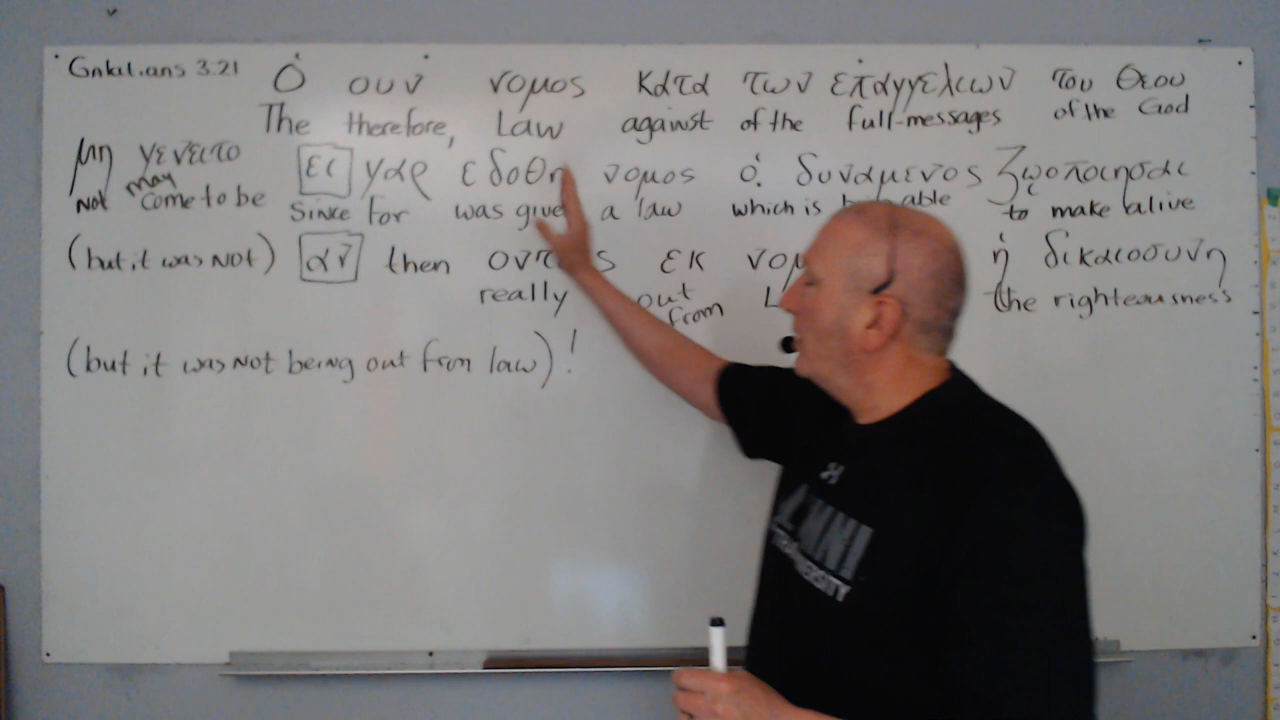 Galatians 3.21 Ο ουν νομος κατα των επαγγελιων του Θεου
The therefore, Law against of the full-messages of the God
μη γενειτο ει γαρ εδοθη νομος ὁ. δυναμενος ζωοποιησαι
Not may come to be Since for was given a law which is able to make alive
(but it was Not) αν then εκ ἡ δικαιοσυνη
really out from the righteousness
(but it was Not being out from law)!